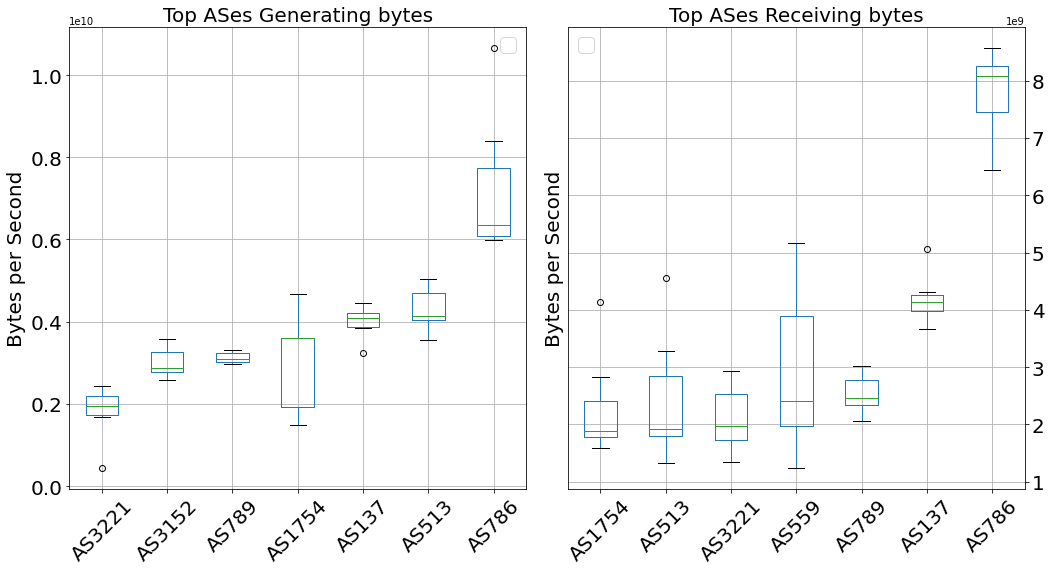 Top ASes Generating bytes
1e10
Bytes per Second
1.0
0.8
0.6
0.4
0.2
0.0
AS3221
AS3152
AS789
AS1754
AS137
AS513
AS786
Top ASes Receiving bytes
1e9
Bytes per Second
8
7
6
5
4
3
2
1
AS1754
AS513
AS3221
AS559
AS789
AS137
AS786